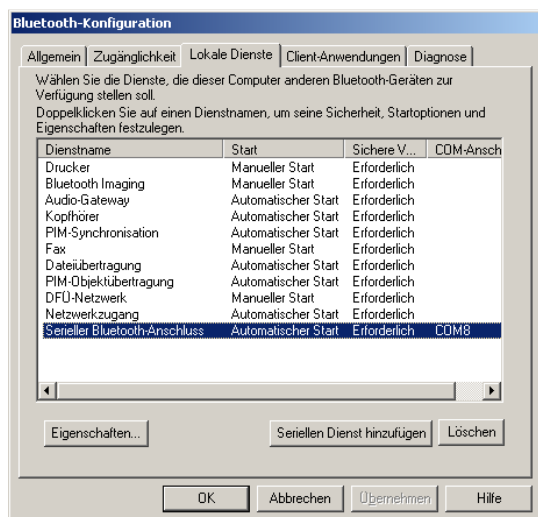 Bluetooth-Konfiguration
Allgemein Zugänglichkeit Lokale Dienste Client-Anwendungen Diagnose
Wählen Sie die Dienste, die dieser Computer anderen Bluetooth-Geräten zur
Verfügung stellen soll.
Doppelklicken Sie auf einen Dienstnamen, um seine Sicherheit, Startoptionen und
Eigenschaften festzulegen.
Dienstname Start Sichere V... COM-Ansch
Drucker Manueller Start Erforderlich
Bluetooth Imaging Manueller Start Erforderlich
Audio-Gateway Automatischer Start Erforderlich
Kopfhörer Automatischer Start Erforderlich
PIM-Synchronisation Automatischer Start Erforderlich
Fax Manueller Start Erforderlich
Dateiübertragung Automatischer Start Erforderlich
PIM-Objektübertragung Automatischer Start Erforderlich
DFÜ-Netzwerk Manueller Start Erforderlich
Netzwerkzugang Automatischer Start Erforderlich
Serieller Bluetooth-Anschluss Automatischer Start Erforderlich COM8
Eigenschaften... Seriellen Dienst hinzufügen Löschen
OK Abbrechen Übernehmen Hilfe